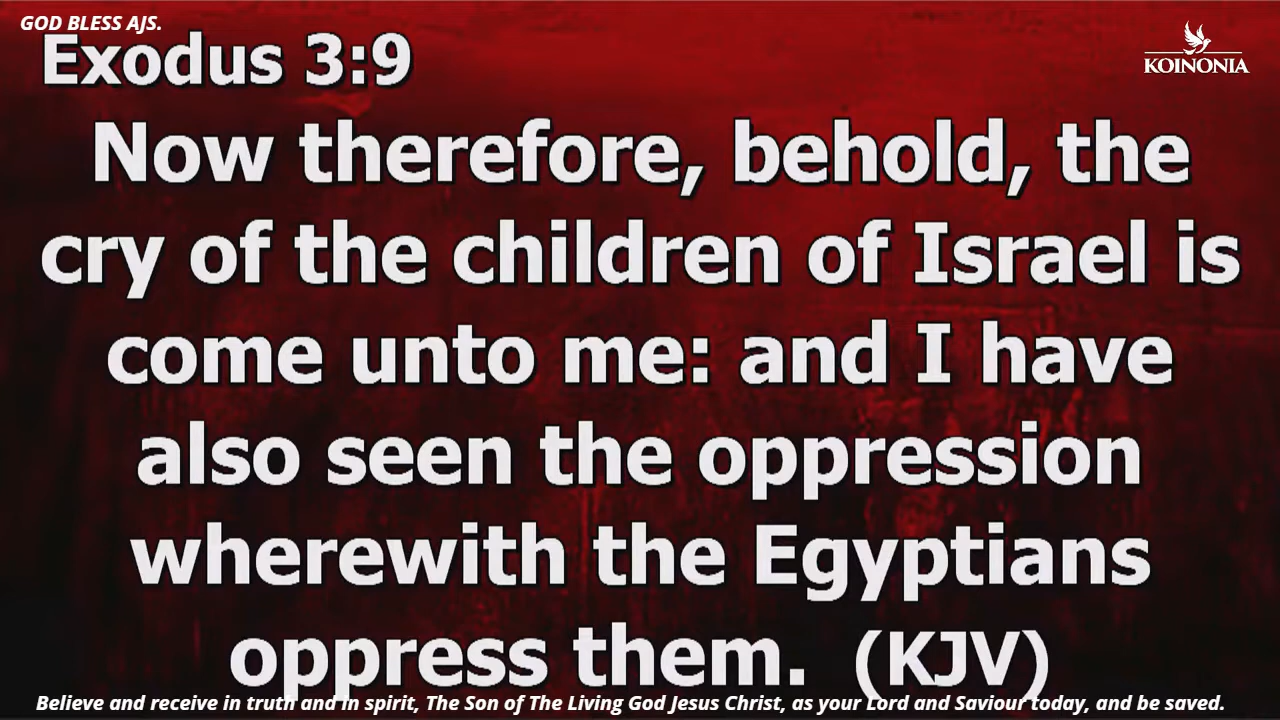 GOD BLESS AJS.
Exodus 3:9
KOINONIA
Now therefore, behold, the
cry of the children of Israel is
come unto me: and I have
also seen the oppression
wherewith the Egyptians
oppress them. (KJV)
Believe and receive in truth and in spirit, The Son of The Living God Jesus Christ, as your Lord and Saviour today, and be saved.